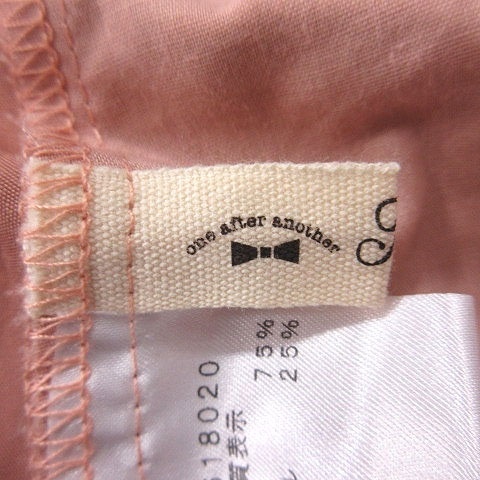 one after another
75%
25%
518020
質表示